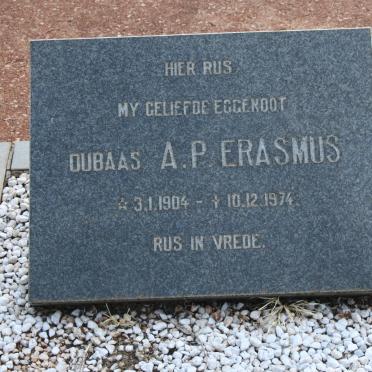 HIER RUS
MY GELIEFDE EGGENOOT
OUBAAS A.P. ERASMUS
☆ 3.1.1904 - ✝ 10.12.1974.
RUS IN VREDE.